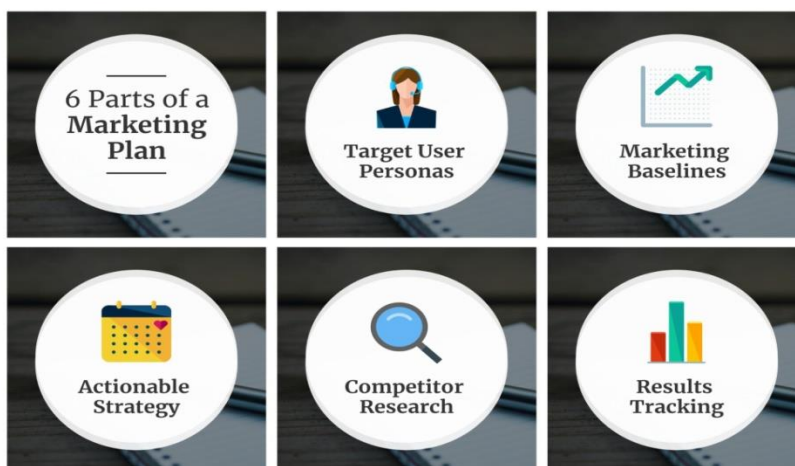 6 Parts of a
Marketing
Plan
Target User
Personas
Marketing
Baselines
Actionable
Strategy
Competitor
Research
Results
Tracking